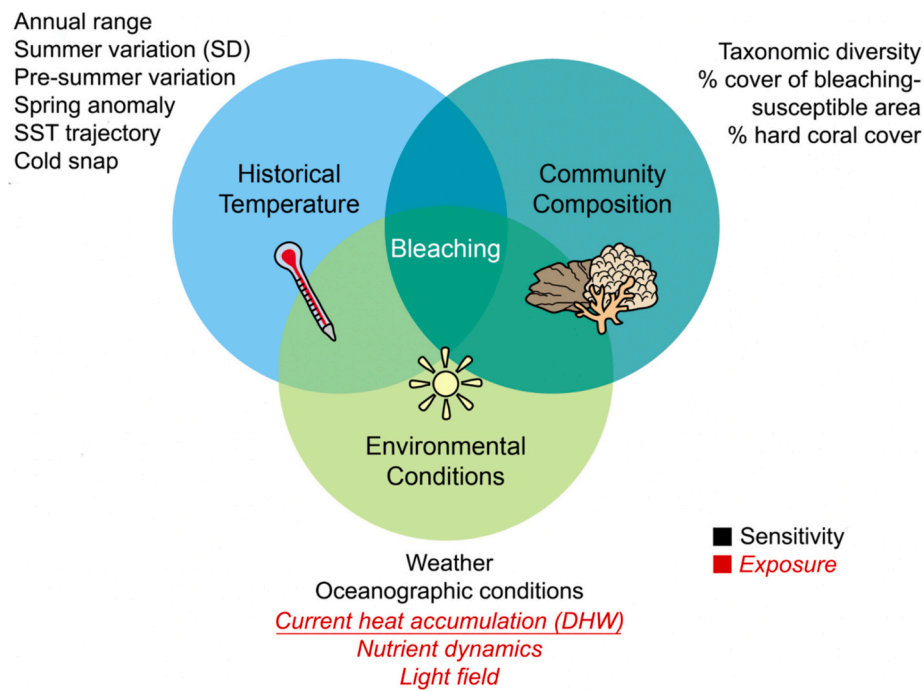 Annual range
Summer variation (SD)
Pre-summer variation
Spring anomaly
SST trajectory
Cold snap
Taxonomic diversity
% cover of bleaching-
susceptible area
% hard coral cover
Historical
Temperature
Community
Composition
Bleaching
Environmental
Conditions
Weather
Oceanographic conditions
Current heat accumulation (DHW)
Nutrient dynamics
Light field
Sensitivity
Exposure